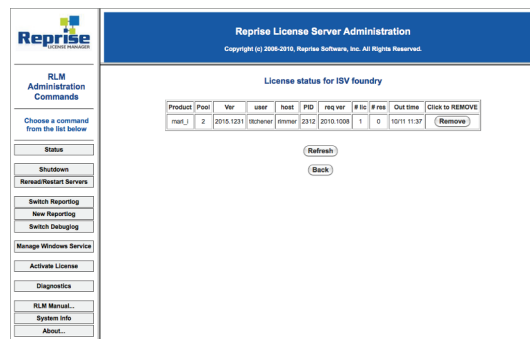 Reprise
LICENSE MANAGER
Reprise License Server Administration
Copyright (c) 2006-2010, Reprise Software, Inc. All Rights Reserved.
RLM
Administration
Commands
Choose a command
from the list below
Status
Shutdown
Reread/Restart Servers
Switch Reportlog
New Reportlog
Switch Debuglog
Manage Windows Service
Activate License
Diagnostics
RLM Manual...
System Info
About...
License status for ISV foundry
Product Pool Ver user host PID req ver # lic # res Out time Click to REMOVE
mari_i 2 2015.1231 titchener rimmer 2312 2010.1008 1 0 10/11 11:37 Remove
Refresh
Back